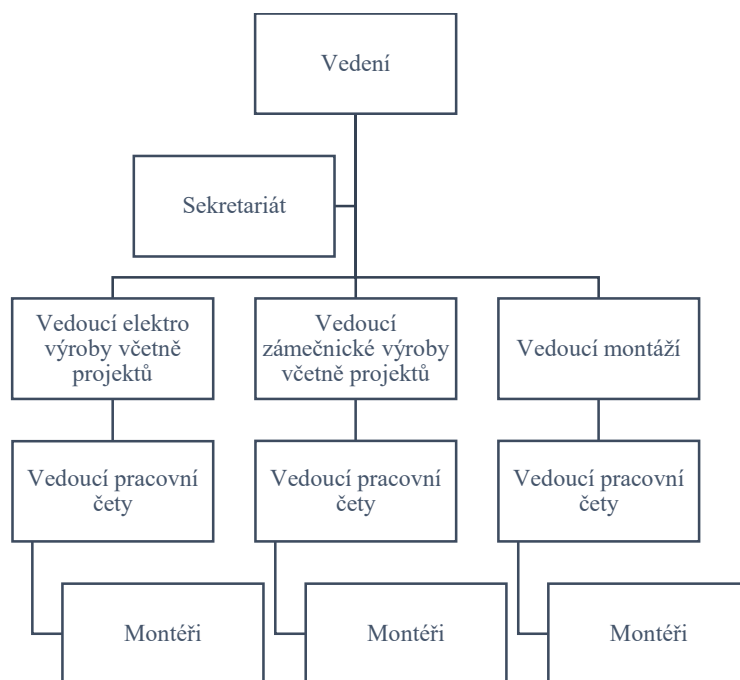 Vedení
Sekretariát
Vedoucí elektro
výroby včetně
projektů
Vedoucí
zámečnické výroby
včetně projektů
Vedoucí montáží
Vedoucí pracovní
čety
Vedoucí pracovní
čety
Vedoucí pracovní
čety
Montéři
Montéři
Montéři